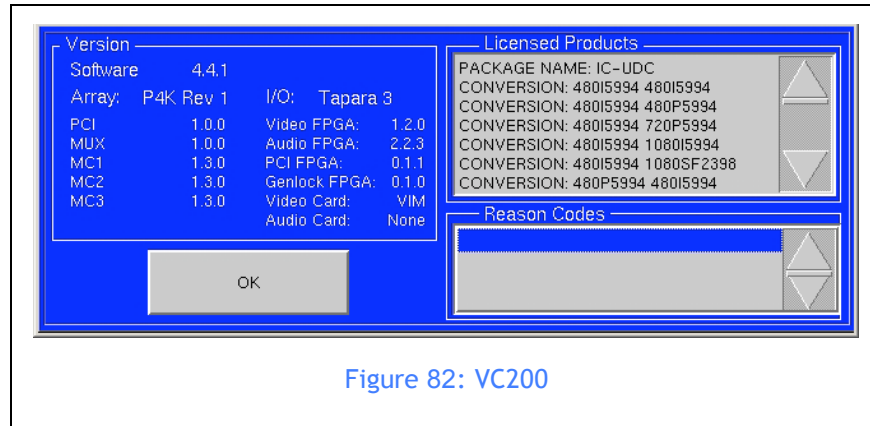 Version
Software 4.4.1
Array: P4K Rev 1 I/O: Tapara 3
PCI 1.0.0 Video FPGA: 1.2.0
MUX 1.0.0 Audio FPGA: 2.2.3
MC1 1.3.0 PCI FPGA: 0.1.1
MC2 1.3.0 Genlock FPGA: 0.1.0
MC3 1.3.0 Video Card: VIM
Audio Card: None
OK
Licensed Products
PACKAGE NAME: IC-UDC
CONVERSION: 480I5994 480I5994
CONVERSION: 480I5994 480P5994
CONVERSION: 480I5994 720P5994
CONVERSION: 480I5994 1080I5994
CONVERSION: 480I5994 1080SF2398
CONVERSION: 480P5994 480I5994
Reason Codes
Figure 82: VC200